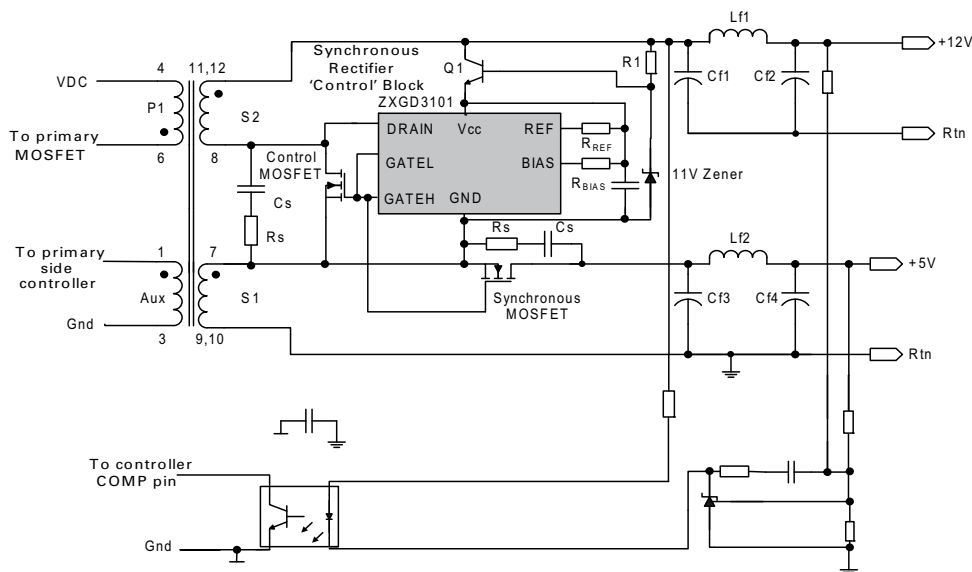 Lf1
+12V
Synchronous
Rectifier
'Control' Block
ZXGD3101
Q1
R1
Cf1
Cf2
4
11,12
VDC
P1
S2
To primary
MOSFET
6
8
DRAIN
Vcc
REF
RREF
GATEL
BIAS
RBIAS
GATEH
GND
11V Zener
Rtn
Control
MOSFET
Cs
Rs
Rs
Cs
Lf2
To primary
side
controller
1
7
Aux
S1
Gnd
3
9,10
Synchronous
MOSFET
Cf3
Cf4
+5V
Rtn
To controller
COMP pin
Gnd